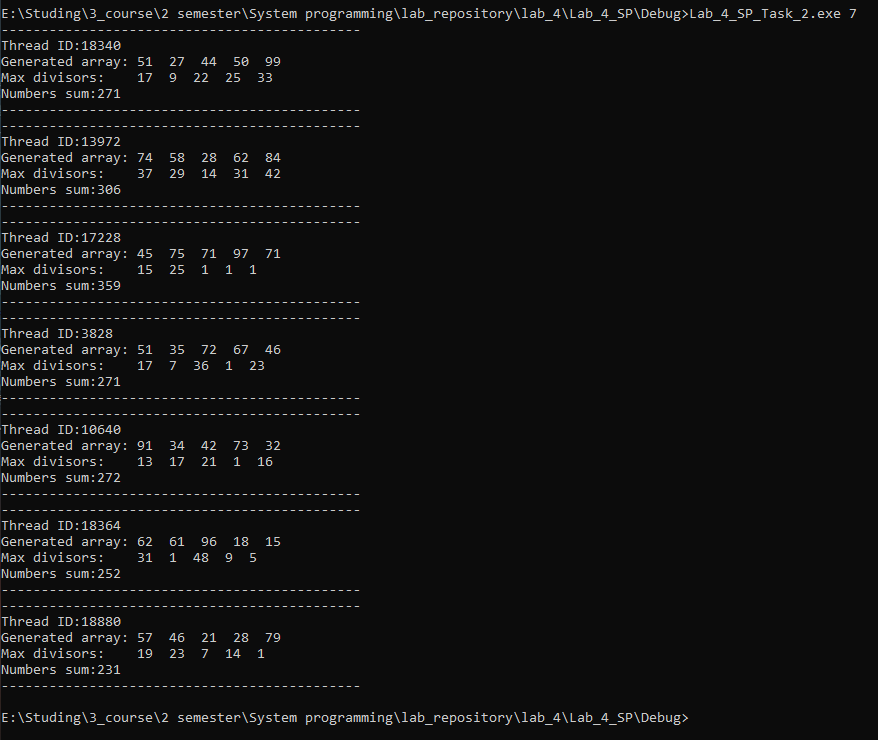 E:\Studing\3_course\2 semester\System programming\lab_repository\lab_4\Lab_4_SP\Debug>Lab_4_SP_Task_2.exe 7
---------------------------------------------
Thread ID:18340
Generated array: 51  27  44  50  99
Max divisors:    17  9  22  25  33
Numbers sum:271
---------------------------------------------
---------------------------------------------
Thread ID:13972
Generated array: 74  58  28  62  84
Max divisors:    37  29  14  31  42
Numbers sum:306
---------------------------------------------
---------------------------------------------
Thread ID:17228
Generated array: 45  75  71  97  71
Max divisors:    15  25  1  1  1
Numbers sum:359
---------------------------------------------
---------------------------------------------
Thread ID:3828
Generated array: 51  35  72  67  46
Max divisors:    17  7  36  1  23
Numbers sum:271
---------------------------------------------
---------------------------------------------
Thread ID:10640
Generated array: 91  34  42  73  32
Max divisors:    13  17  21  1  16
Numbers sum:272
---------------------------------------------
---------------------------------------------
Thread ID:18364
Generated array: 62  61  96  18  15
Max divisors:    31  1  48  9  5
Numbers sum:252
---------------------------------------------
---------------------------------------------
Thread ID:18880
Generated array: 57  46  21  28  79
Max divisors:    19  23  7  14  1
Numbers sum:231
---------------------------------------------
E:\Studing\3_course\2 semester\System programming\lab_repository\lab_4\Lab_4_SP\Debug>